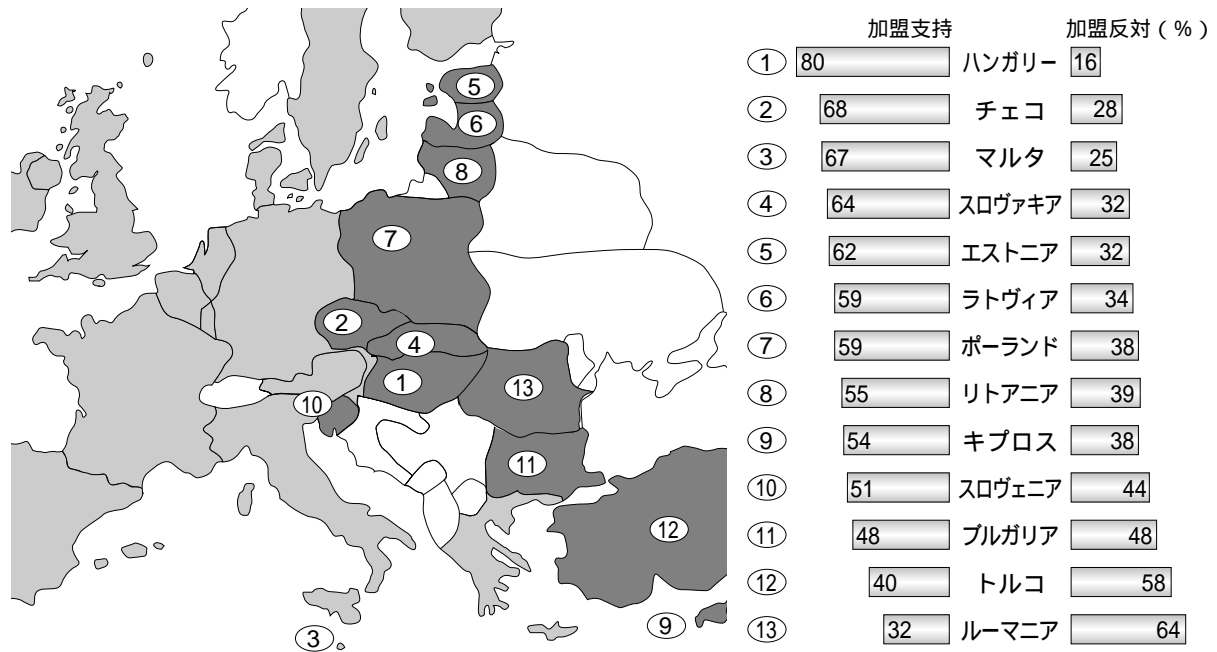 加盟支持 加盟反対(%)
① 80 ハンガリー 16
② 68 チェコ 28
③ 67 マルタ 25
④ 64 スロヴァキア 32
⑤ 62 エストニア 32
⑥ 59 ラトヴィア 34
⑦ 59 ポーランド 38
⑧ 55 リトアニア 39
⑨ 54 キプロス 38
⑩ 51 スロヴェニア 44
⑪ 48 ブルガリア 48
⑫ 40 トルコ 58
⑬ 32 ルーマニア 64
⑤
⑥
⑧
⑦
②
④
①
⑬
⑩
⑪
⑫
⑨
③